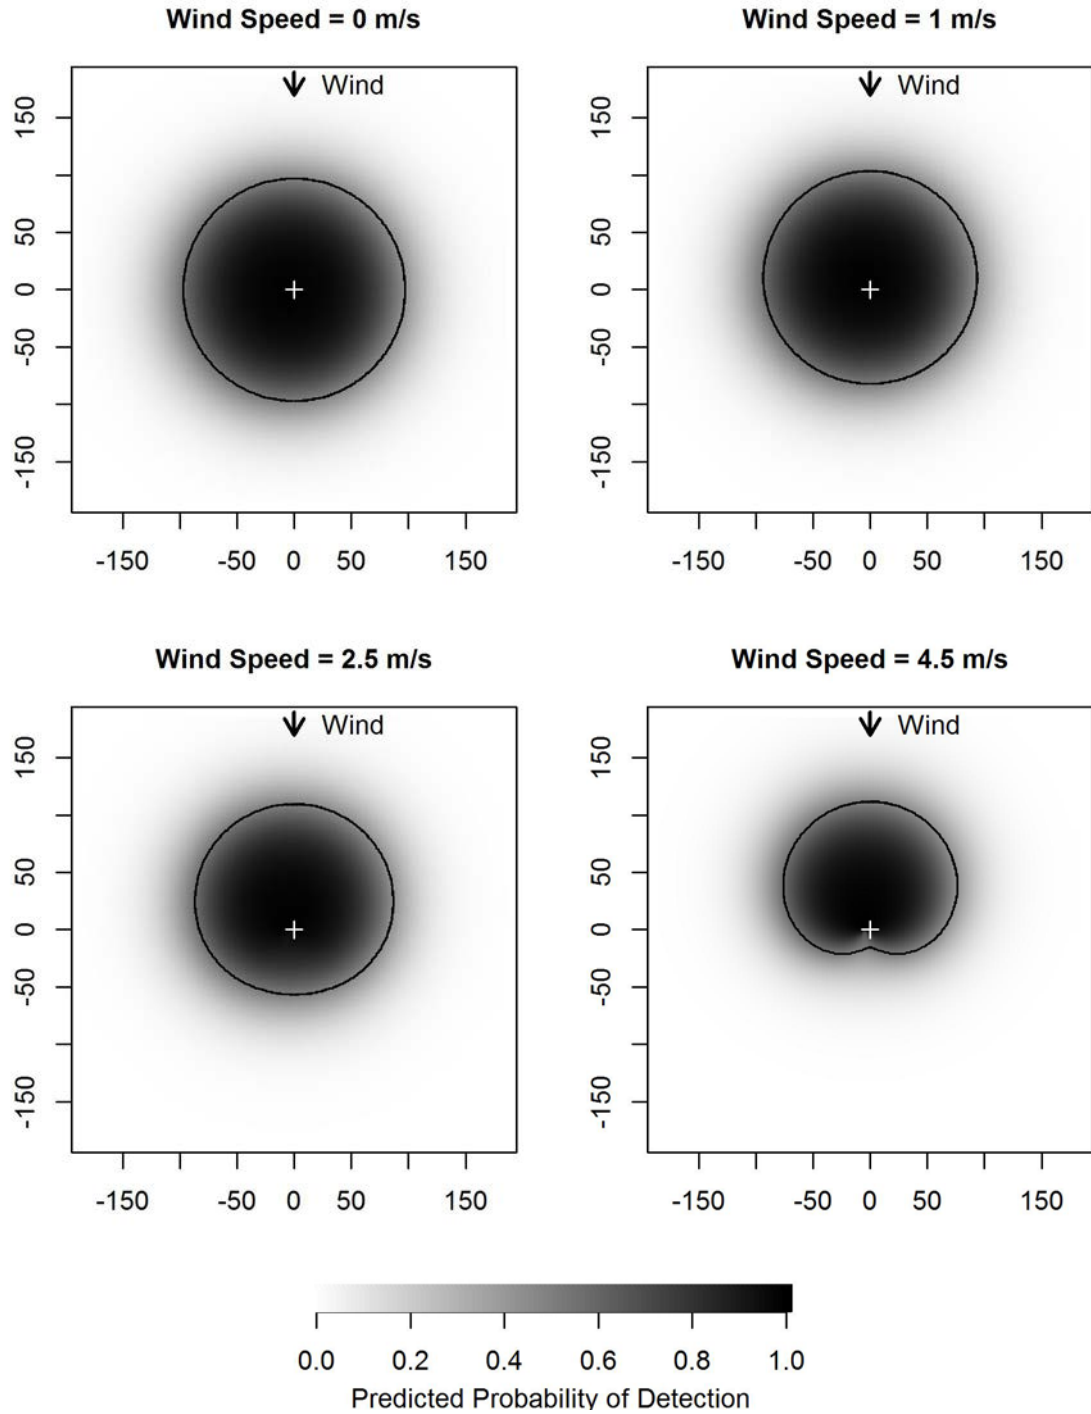 Wind Speed = 0 m/s
Wind Speed = 1 m/s
Wind
Wind
150
50
0
-50
-150
150
50
0
-50
-150
-150 -50 0 50 150
-150 -50 0 50 150
Wind Speed = 2.5 m/s
Wind Speed = 4.5 m/s
Wind
Wind
150
50
0
-50
-150
150
50
0
-50
-150
-150 -50 0 50 150
-150 -50 0 50 150
0.0 0.2 0.4 0.6 0.8 1.0
Predicted Probability of Detection